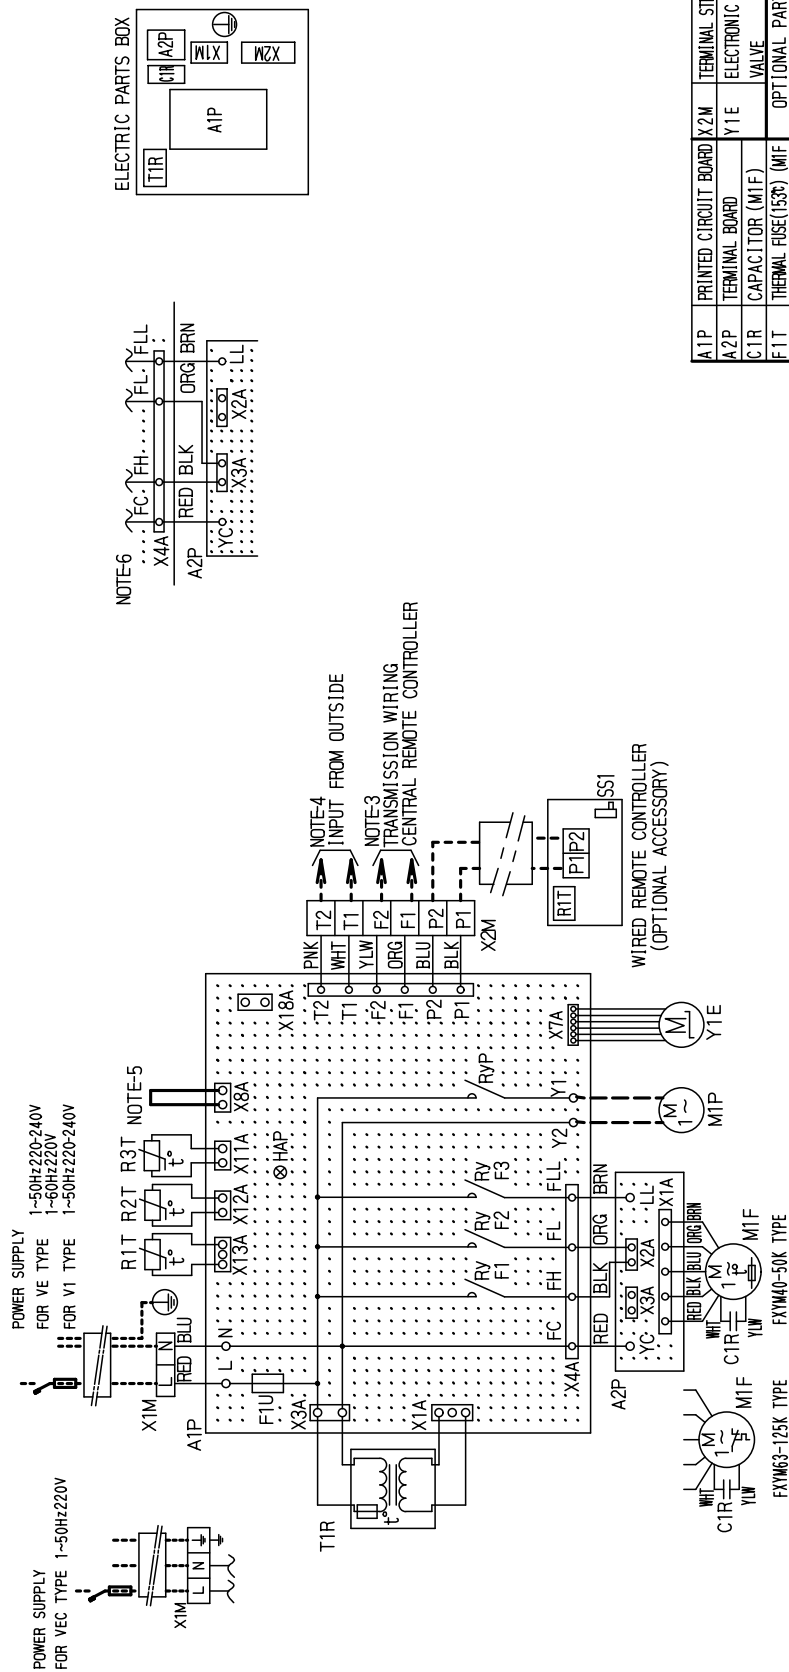 POWER SUPPLY
FOR VEC TYPE 1~50Hz220V
X1M
L
N
POWER SUPPLY
FOR VE TYPE 1~50Hz220-240V
1~60Hz220V
FOR V1 TYPE 1~50Hz220-240V
X1M
L
N
RED
BLU
A1P
L
N
F1U
X3A
X1A
T1R
t°
R1T
t°
X13A
R2T
t°
X12A
R3T
t°
X11A
HAP
NOTE-5
X8A
X18A
T2
T1
F2
F1
P2
P1
PNK
WHT
YLW
ORG
BLU
BLK
T2
T1
F2
F1
P2
P1
X2M
NOTE-4
INPUT FROM OUTSIDE
NOTE-3
TRANSMISSION WIRING
CENTRAL REMOTE CONTROLLER
P1
P2
R1T
SS1
WIRED REMOTE CONTROLLER
(OPTIONAL ACCESSORY)
X7A
M
Y1E
RyP
Y2
Y1
M
1~
M1P
Ry
F1
Ry
F2
Ry
F3
FC
FH
FL
FLL
X4A
RED
BLK
ORG
BRN
A2P
YC
X3A
X2A
LL
X1A
RED
BLK
BLU
ORG
BRN
WHT
YLW
C1R
M
1~
t°
M1F
FXYM40-50K TYPE
WHT
YLW
C1R
M
1~
M1F
FXYM63-125K TYPE
NOTE-6
FC
FH
FL
FLL
X4A
RED
BLK
ORG
BRN
A2P
YC
X3A
X2A
LL
ELECTRIC PARTS BOX
T1R
A1P
C1R
A2P
X1M
X2M
A1P PRINTED CIRCUIT BOARD
A2P TERMINAL BOARD
C1R CAPACITOR (M1F)
F1T THERMAL FUSE(153℃) (M1F
X2M TERMINAL
Y1E ELECTRONIC
VALVE
OPTIONAL